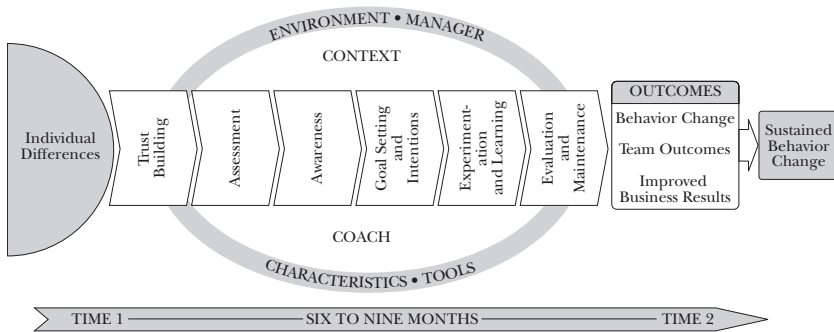 ENVIRONMENT • MANAGER
CONTEXT
Individual
Differences
Trust
Building
Assessment
Awareness
Goal Setting
and
Intentions
Experiment-
ation
and Learning
Evaluation
and
Maintenance
OUTCOMES
Behavior Change
Team Outcomes
Improved
Business Results
Sustained
Behavior
Change
COACH
CHARACTERISTICS • TOOLS
TIME 1 SIX TO NINE MONTHS TIME 2